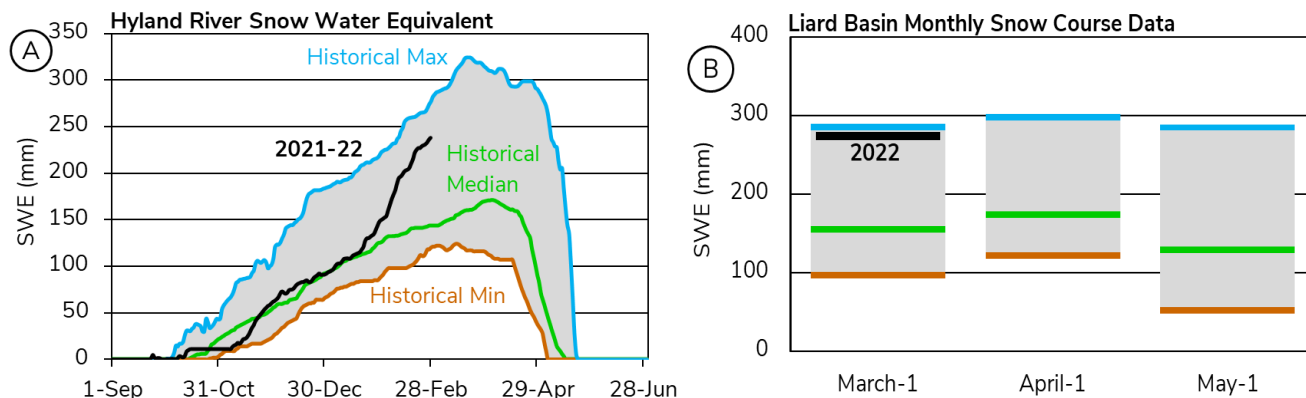 Hyland River Snow Water Equivalent
A
350
300
250
200
150
100
50
0
SWE (mm)
Historical Max
2021-22
Historical
Median
Historical Min
1-Sep
31-Oct
30-Dec
28-Feb
29-Apr
28-Jun
Liard Basin Monthly Snow Course Data
B
400
300
200
100
0
SWE (mm)
2022
March-1
April-1
May-1